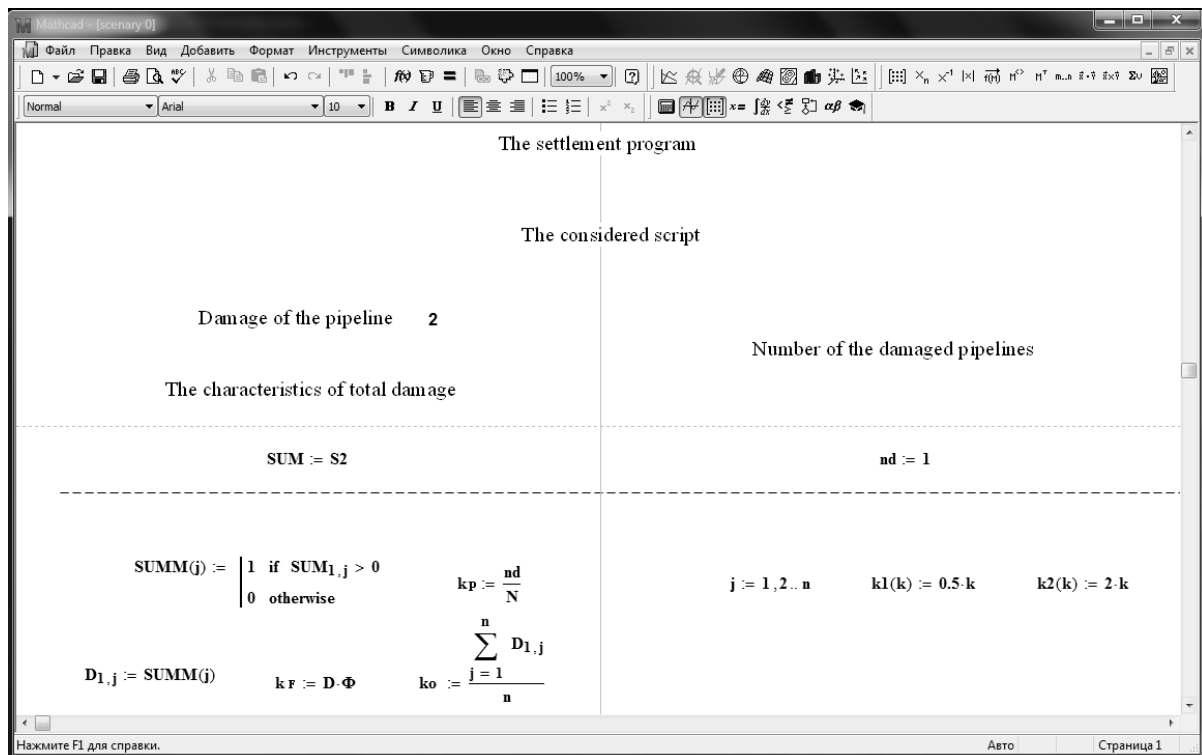 Mathcad - [scenary 0]
Файл Правка Вид Добавить Формат Инструменты Символика Окно Справка
100%
Normal Arial 10 B I U
The settlement program
The considered script
Damage of the pipeline 2
Number of the damaged pipelines
The characteristics of total damage
SUM := S2
nd := 1
SUMM(j) := 1 if SUM1,j > 0
0 otherwise
kP := nd/N
j := 1,2.. n k1(k) := 0.5·k k2(k) := 2·k
D1,j := SUMM(j) kF := D·Φ ko := ∑ j = 1 n D1,j / n
Нажмите F1 для справки. Авто Страница 1